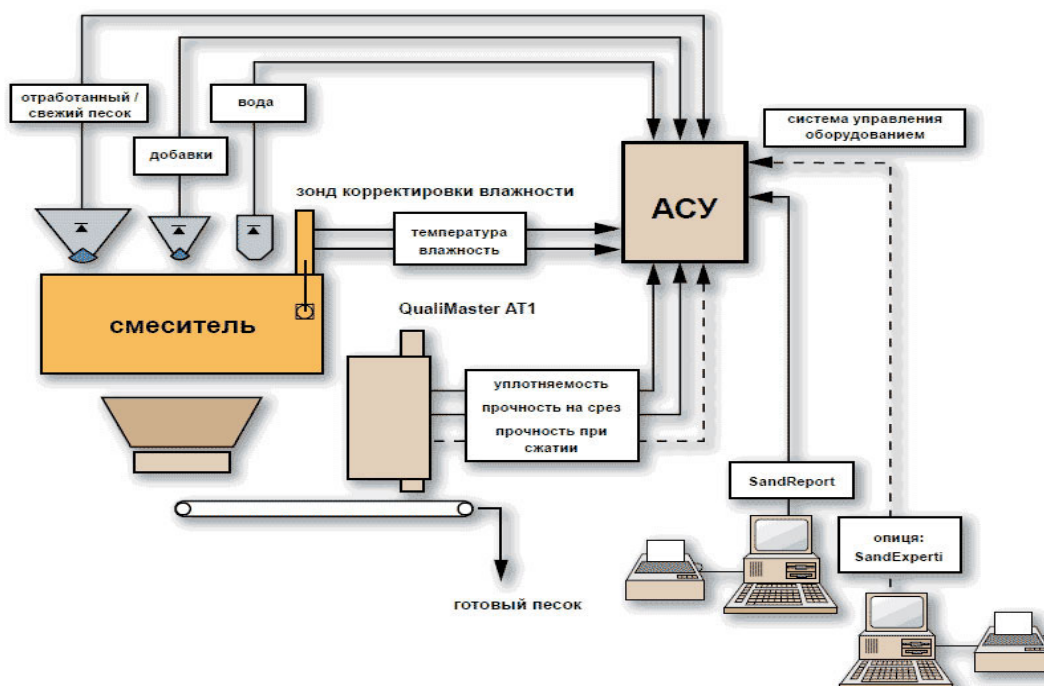 отработанный /
свежий песок
вода
добавки
система управления
оборудованием
зонд корректировки влажности
АСУ
температура
влажность
смеситель
QualiMaster AT1
уплотняемость
прочность на срез
прочность при
сжатии
SandReport
опиця:
SandExperti
готовый песок